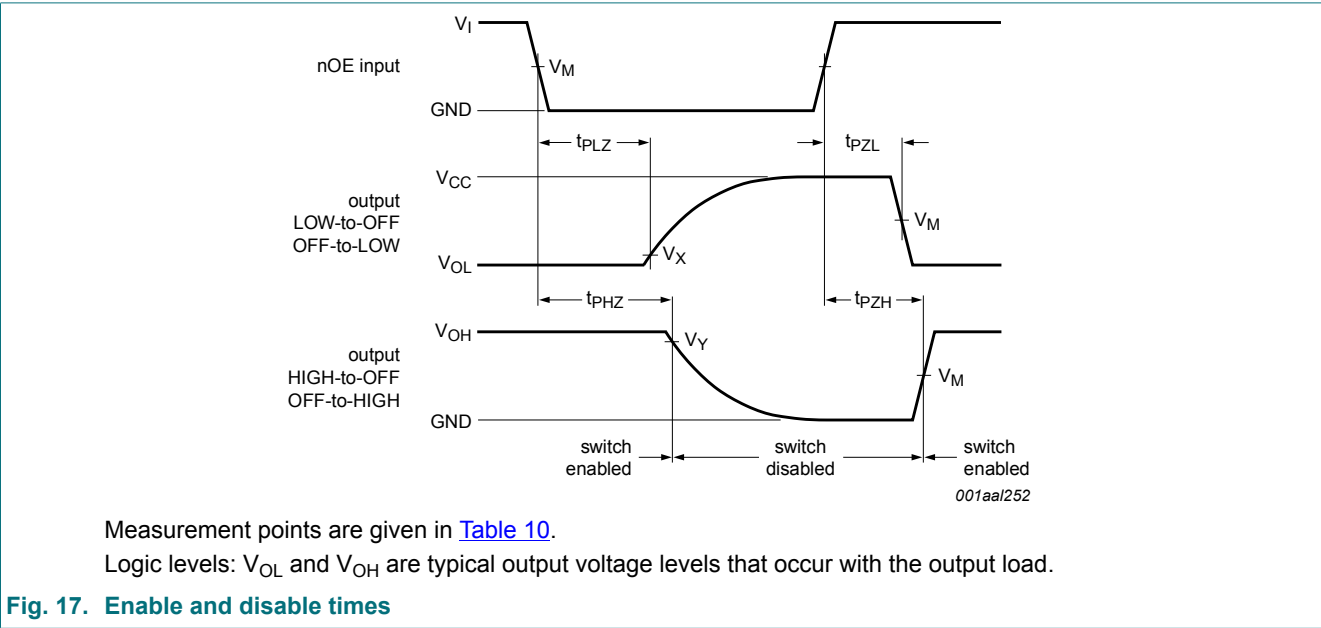 V_I
nOE input
V_M
GND
t_PLZ
t_PZL
V_CC
output
LOW-to-OFF
OFF-to-LOW
V_M
V_X
V_OL
t_PHZ
t_PZH
V_OH
V_Y
output
HIGH-to-OFF
OFF-to-HIGH
V_M
GND
switch
enabled
switch
disabled
switch
enabled
001aal252
Measurement points are given in Table 10.
Logic levels: V_OL and V_OH are typical output voltage levels that occur with the output load.
Fig. 17. Enable and disable times